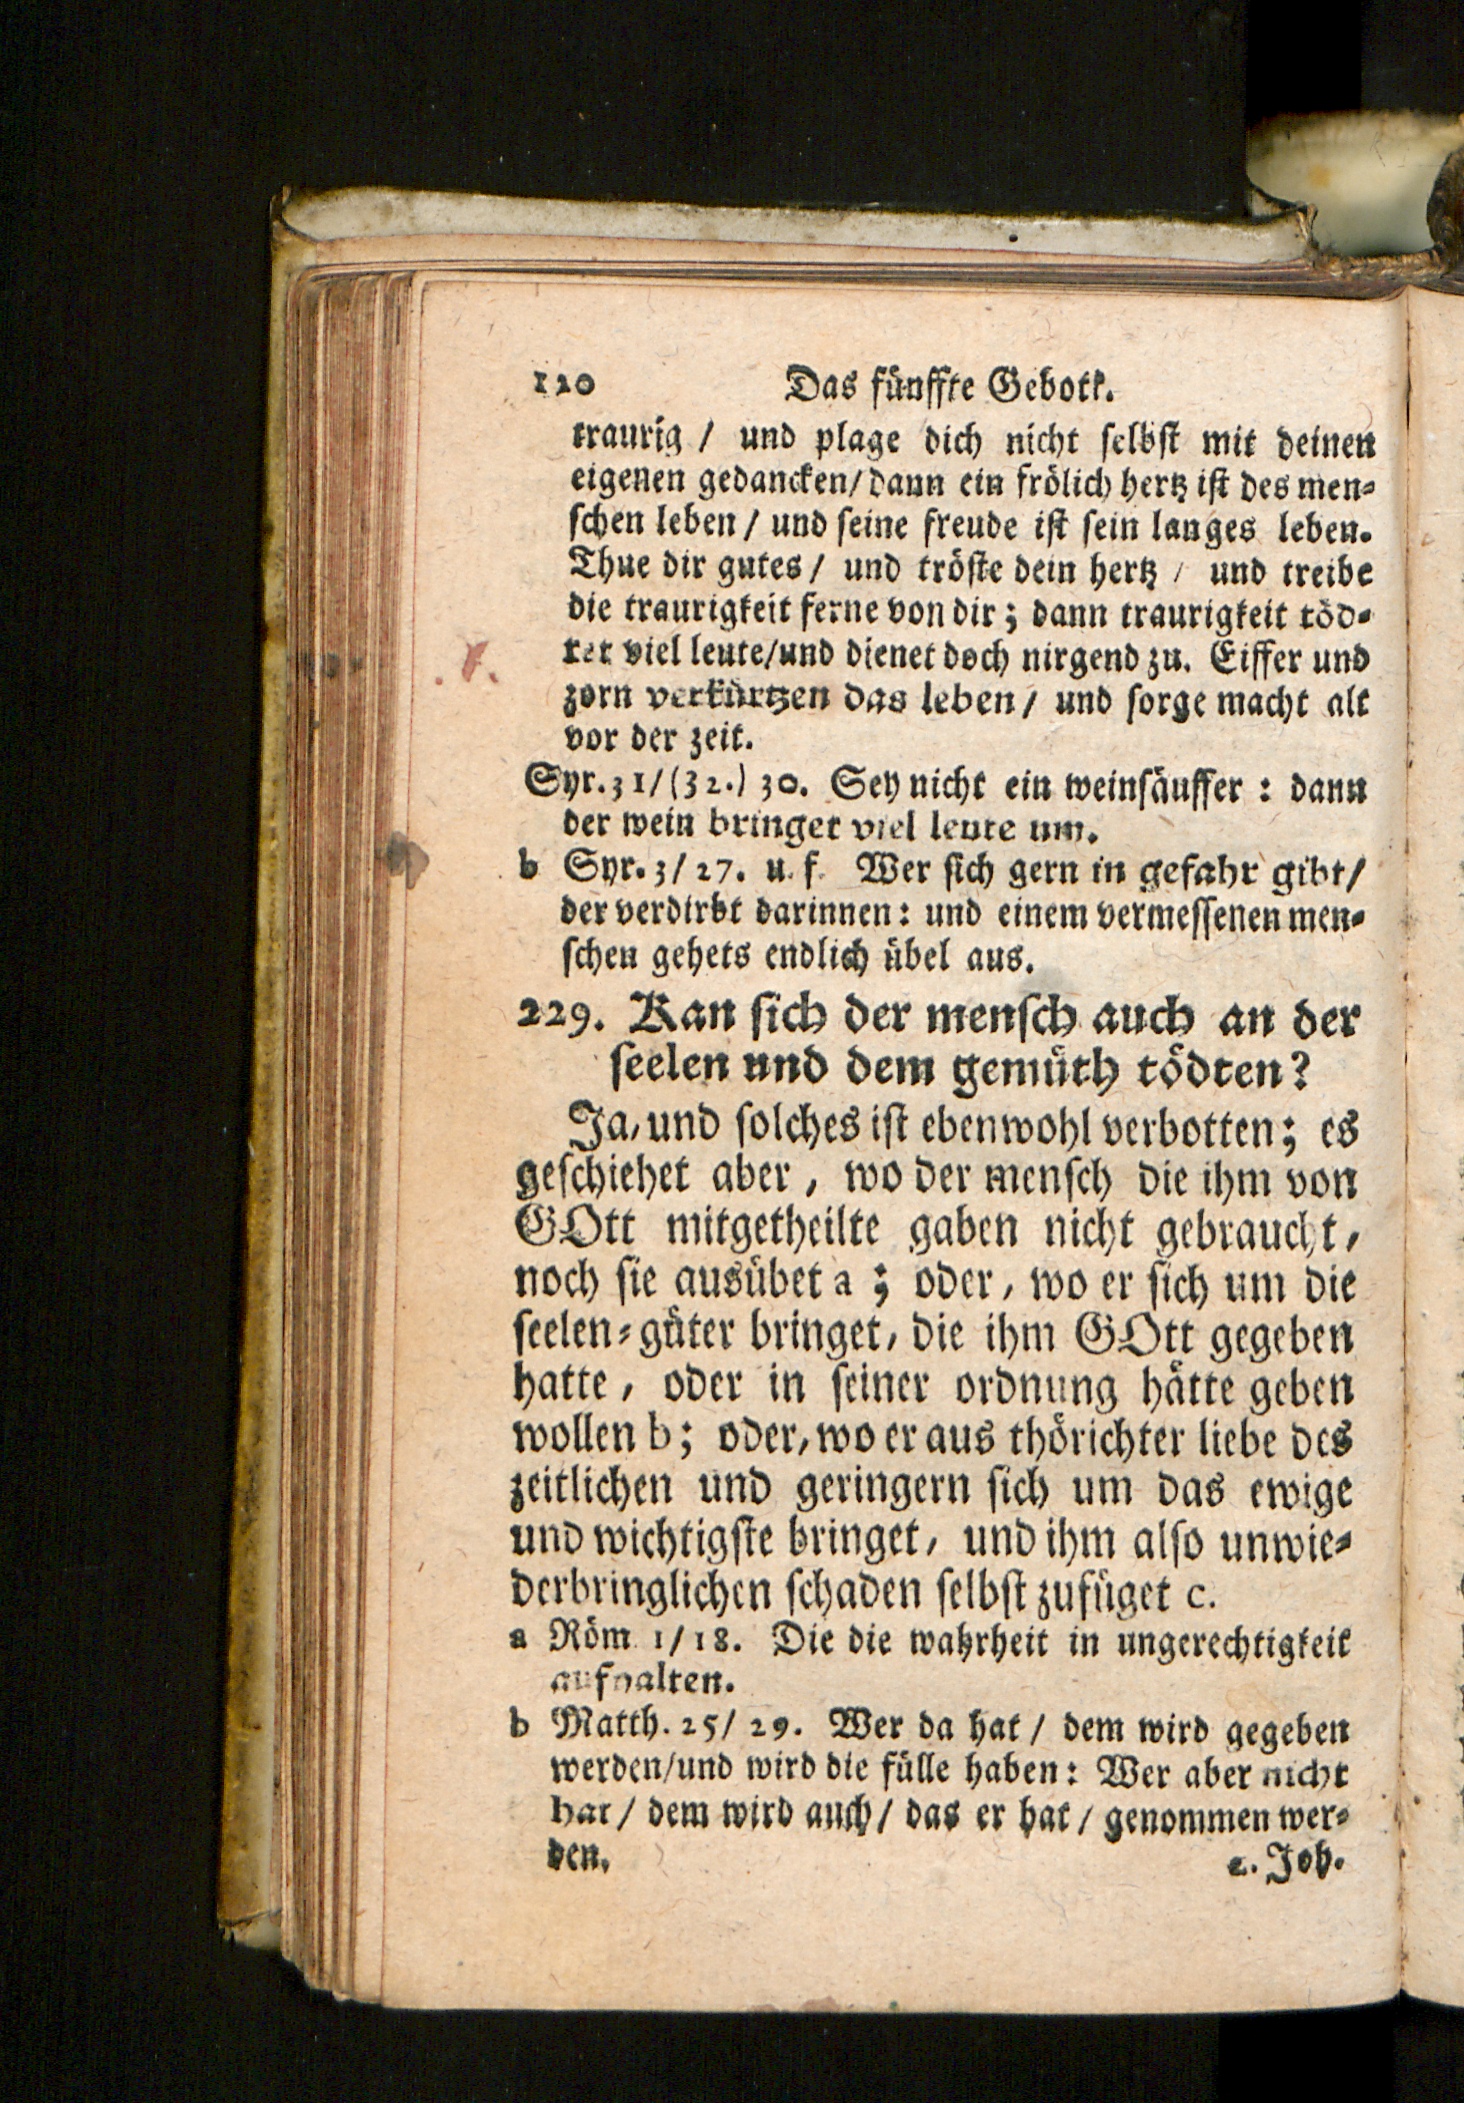 120 Das fünffte Gebott.
traurig / und plage dich nicht selbst mit deinen
eigenen gedancken/ dann ein frölich hertz ist des men-
schen leben / und seine freude ist sein langes leben.
Thue dir gutes / und tröste dein hertz / und treibe
die traurigkeit ferne von dir; dann traurigkeit töd-
tet viel leute/und dienet doch nirgend zu. Eiffer und
zorn verkürtzen das leben / und sorge macht alt
vor der zeit.
Syr. 31/ (32.) 30. Sey nicht ein weinsäuffer: dann
der wein bringet viel leute um.
b Syr. 3/ 27. u. f. Wer sich gern in gefahr gibt/
der verdirbt darinnen: und einem vermessenen men-
schen gehets endlich übel aus.
229. Kan sich der mensch auch an der
seelen und dem gemüth tödten?
Ja, und solches ist ebenwohl verbotten; es
geschiehet aber, wo der mensch die ihm von
GOtt mitgetheilte gaben nicht gebraucht,
noch sie ausübet a; oder, wo er sich um die
seelen-güter bringet, die ihm GOtt gegeben
hatte, oder in seiner ordnung hätte geben
wollen b; oder, wo er aus thörichter liebe des
zeitlichen und geringern sich um das ewige
und wichtigste bringet, und ihm also unwie-
derbringlichen schaden selbst zufüget c.
a Röm 1/ 18. Die die wahrheit in ungerechtigkeit
aufhalten.
b Matth. 25/ 29. Wer da hat / dem wird gegeben
werden/und wird die fülle haben: Wer aber nicht
hat / dem wird auch/ das er hat / genommen wer-
den. c. Joh.